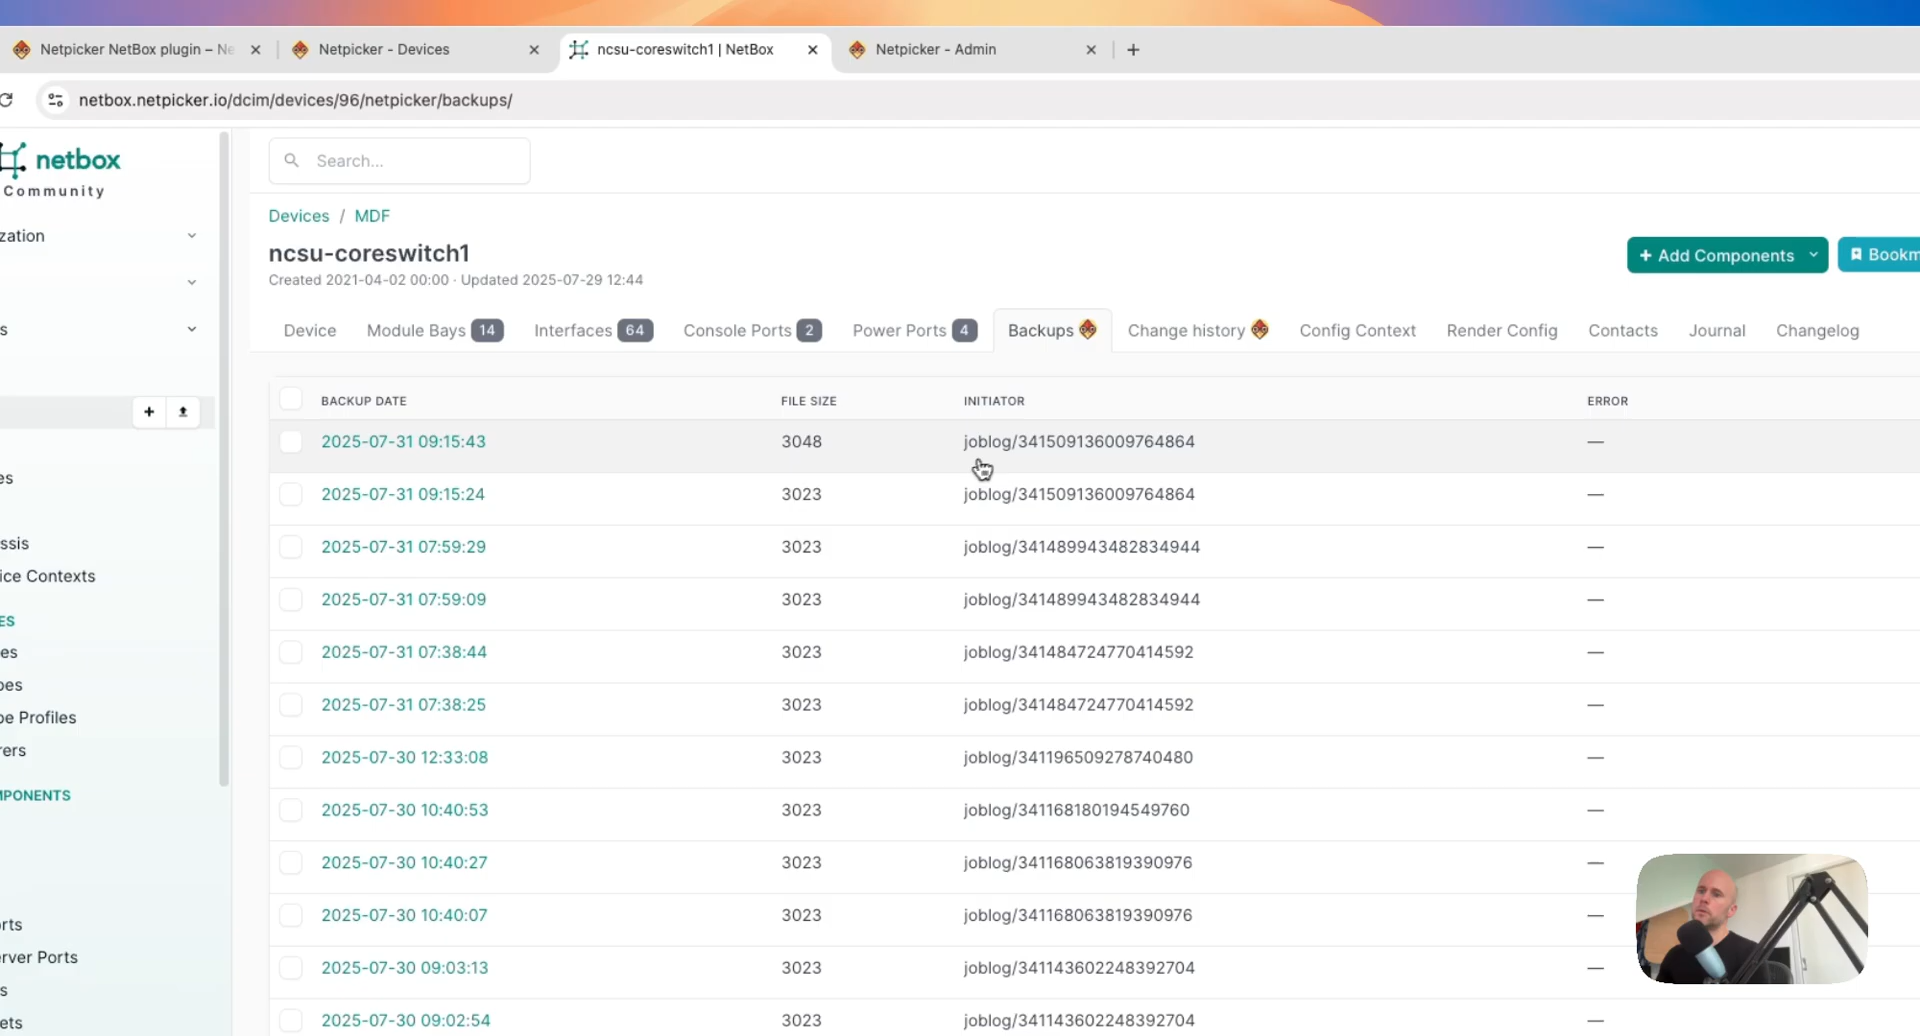 Netpicker NetBox plugin – Ne
Netpicker - Devices
ncsu-coreswitch1 | NetBox
Netpicker - Admin
netbox.netpicker.io/dcim/devices/96/netpicker/backups/
netbox
Community
Search...
zation
s
es
ssis
ice Contexts
ES
es
pes
pe Profiles
rers
MPONENTS
rts
rver Ports
s
ets
Devices / MDF
ncsu-coreswitch1
Created 2021-04-02 00:00 · Updated 2025-07-29 12:44
+ Add Components
Bookm
Device Module Bays 14 Interfaces 64 Console Ports 2 Power Ports 4 Backups Change history Config Context Render Config Contacts Journal Changelog
BACKUP DATE FILE SIZE INITIATOR ERROR
2025-07-31 09:15:43 3048 joblog/341509136009764864 —
2025-07-31 09:15:24 3023 joblog/341509136009764864 —
2025-07-31 07:59:29 3023 joblog/341489943482834944 —
2025-07-31 07:59:09 3023 joblog/341489943482834944 —
2025-07-31 07:38:44 3023 joblog/341484724770414592 —
2025-07-31 07:38:25 3023 joblog/341484724770414592 —
2025-07-30 12:33:08 3023 joblog/341196509278740480 —
2025-07-30 10:40:53 3023 joblog/341168180194549760 —
2025-07-30 10:40:27 3023 joblog/341168063819390976 —
2025-07-30 10:40:07 3023 joblog/341168063819390976 —
2025-07-30 09:03:13 3023 joblog/341143602248392704 —
2025-07-30 09:02:54 3023 joblog/341143602248392704 —